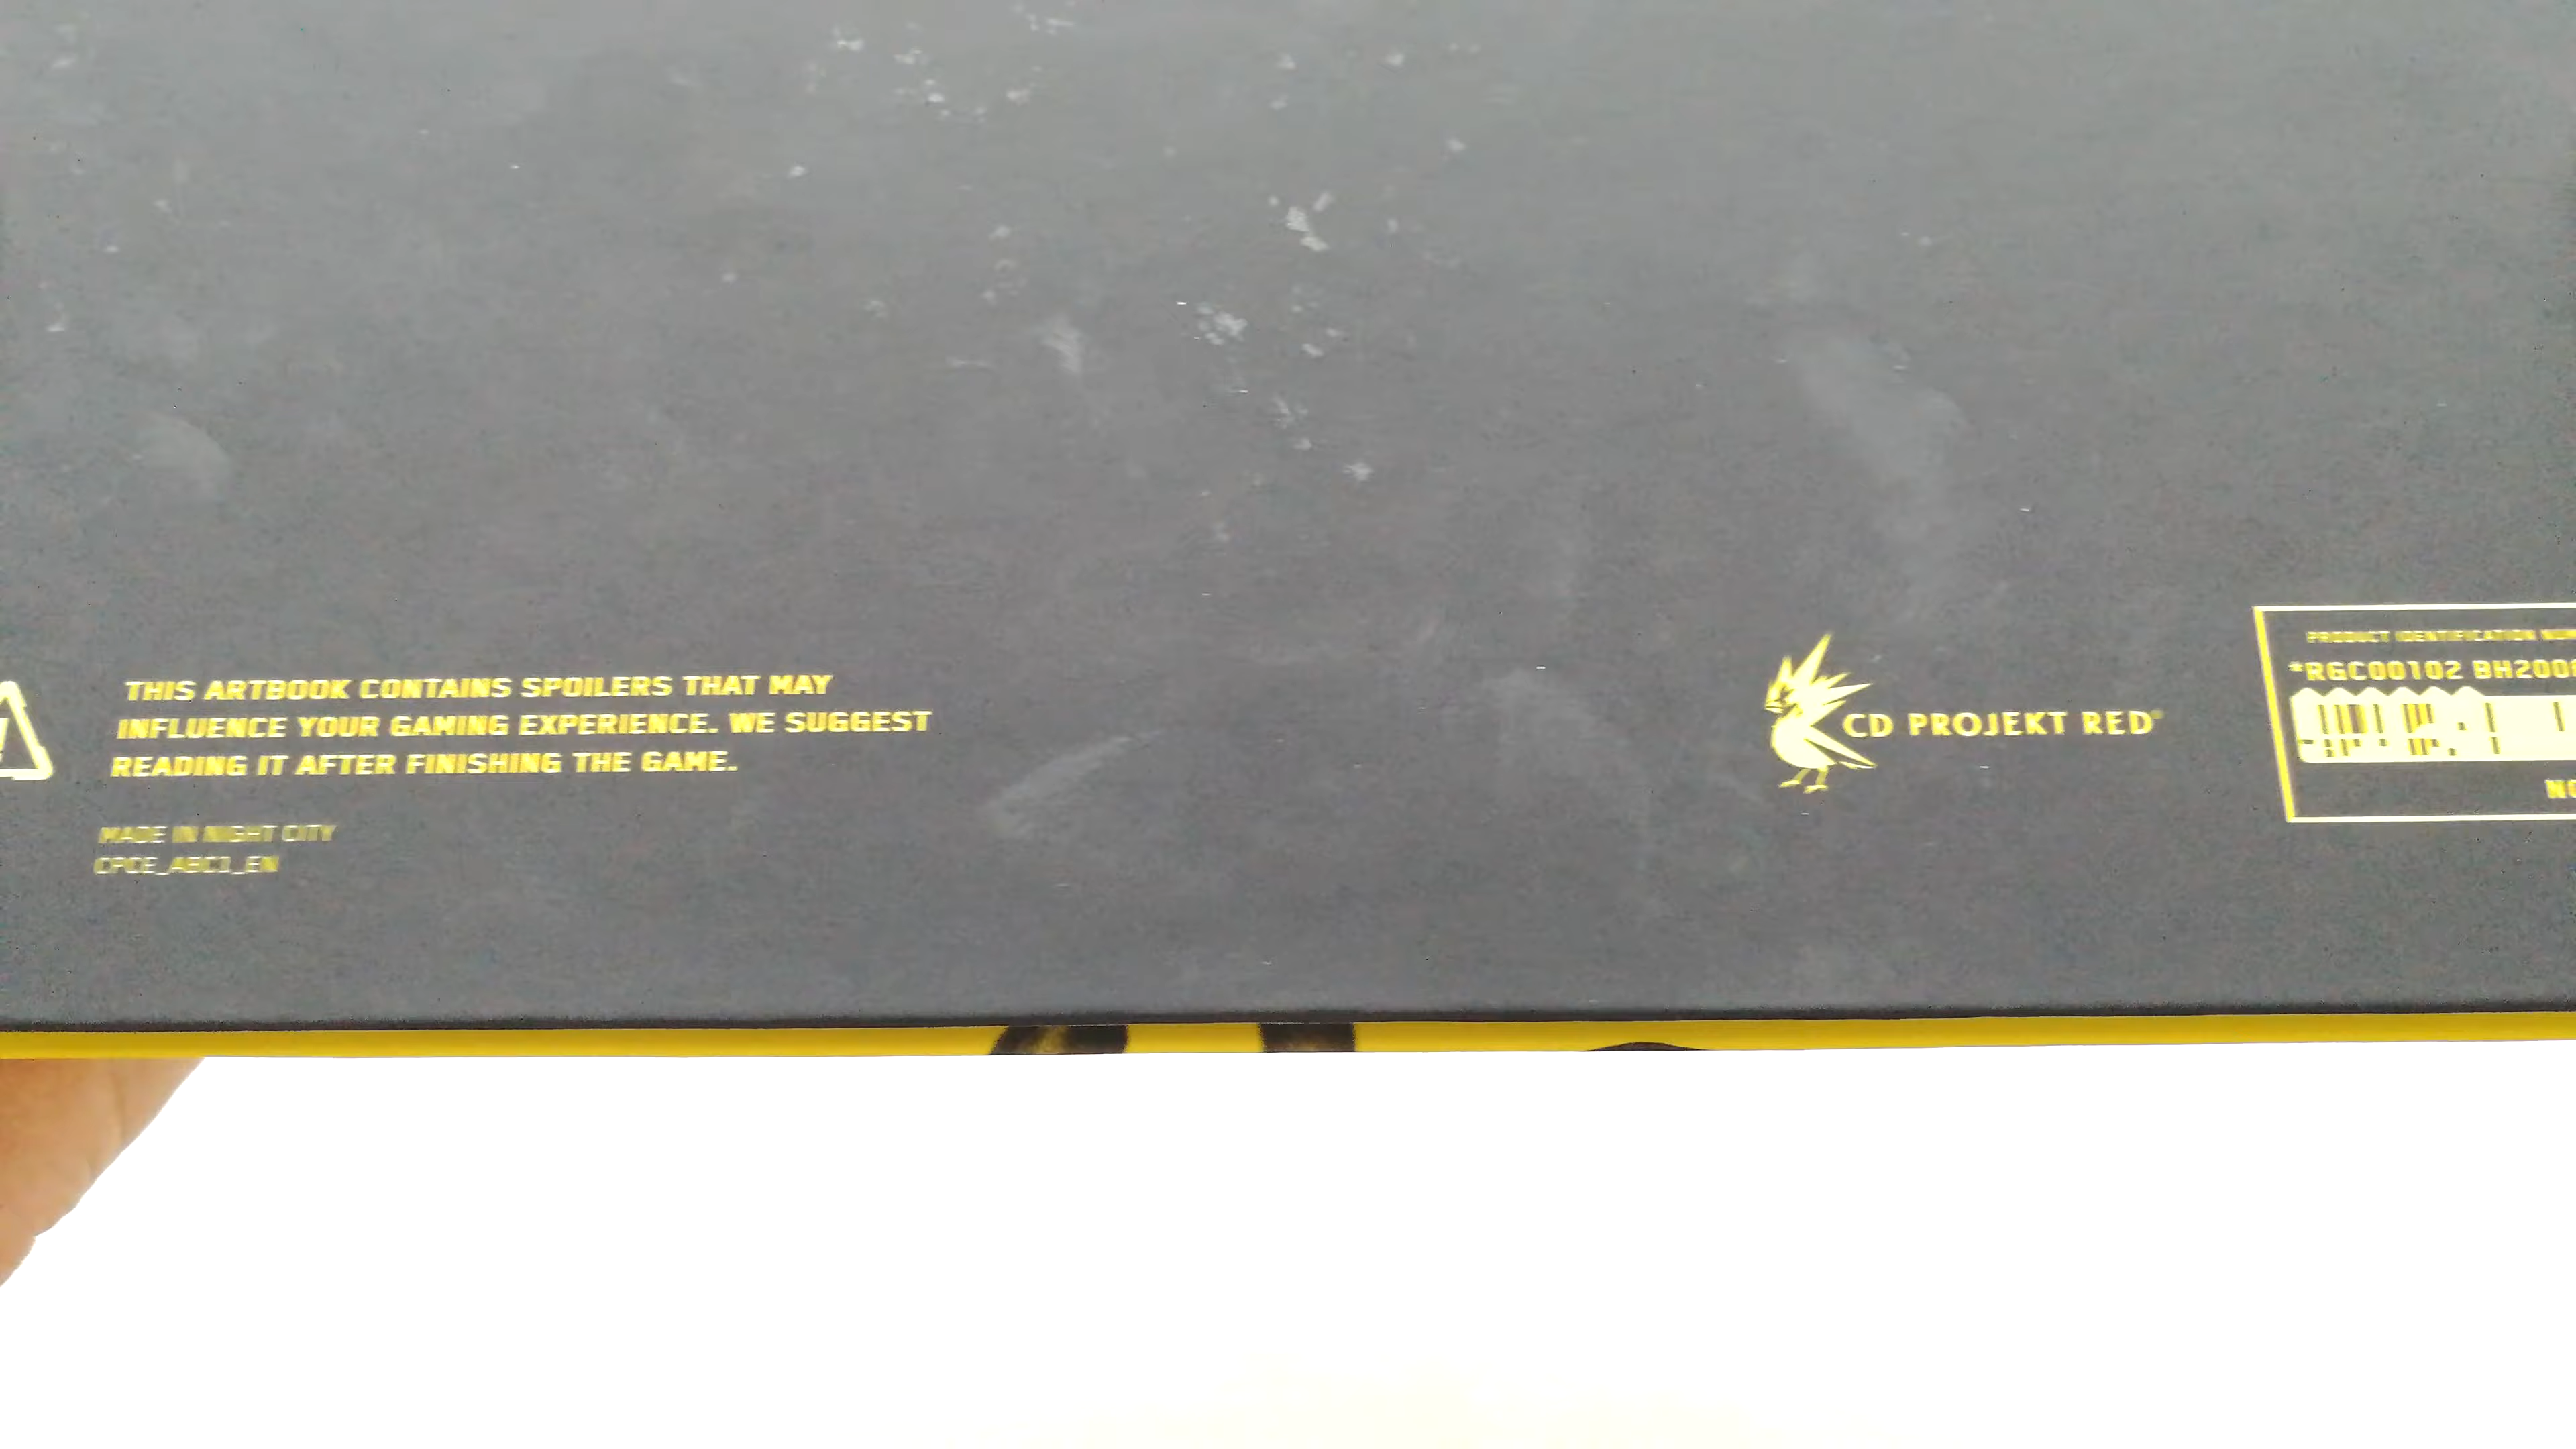 THIS ARTBOOK CONTAINS SPOILERS THAT MAY
INFLUENCE YOUR GAMING EXPERIENCE. WE SUGGEST
READING IT AFTER FINISHING THE GAME.
MADE IN NIGHT CITY
CPCE_ABC1_EN
CD PROJEKT RED®
PRODUCT IDENTIFICATION
*RGC00102